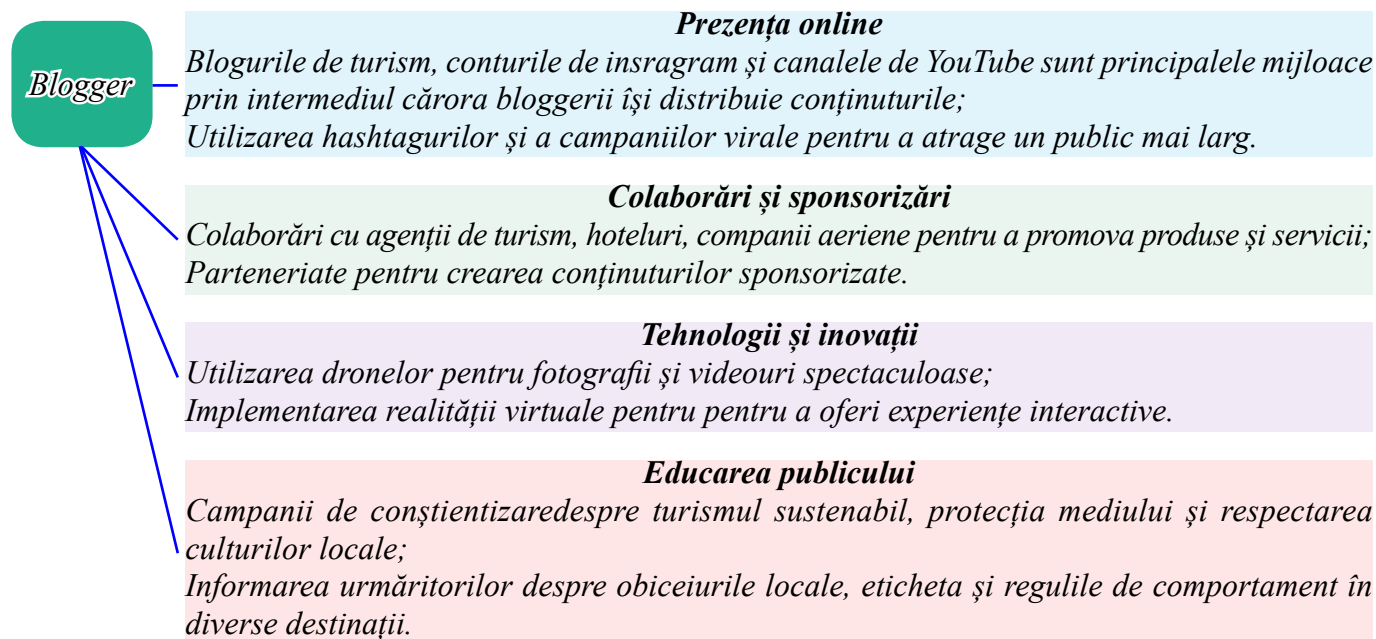 Blogger
Prezența online
Blogurile de turism, conturile de insragram și canalele de YouTube sunt principalele mijloace
prin intermediul cărora bloggerii își distribuie conținuturile;
Utilizarea hashtagurilor și a campaniilor virale pentru a atrage un public mai larg.
Colaborări și sponsorizări
Colaborări cu agenții de turism, hoteluri, companii aeriene pentru a promova produse și servicii;
Parteneriate pentru crearea conținuturilor sponsorizate.
Tehnologii și inovații
Utilizarea dronelor pentru fotografii și videouri spectaculoase;
Implementarea realității virtuale pentru pentru a oferi experiențe interactive.
Educarea publicului
Campanii de conștientizaredespre turismul sustenabil, protecția mediului și respectarea
culturilor locale;
Informarea urmăritorilor despre obiceiurile locale, eticheta și regulile de comportament în
diverse destinații.